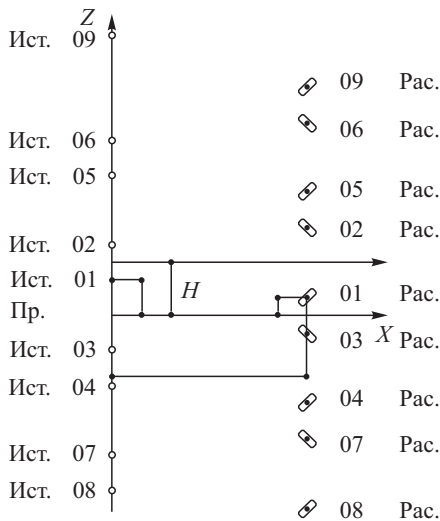 Z
Ист. 09
09 Рас.
06 Рас.
Ист. 06
Ист. 05
05 Рас.
02 Рас.
Ист. 02
Ист. 01
H
01 Рас.
Пр.
X
03 Рас.
Ист. 03
Ист. 04
04 Рас.
07 Рас.
Ист. 07
Ист. 08
08 Рас.